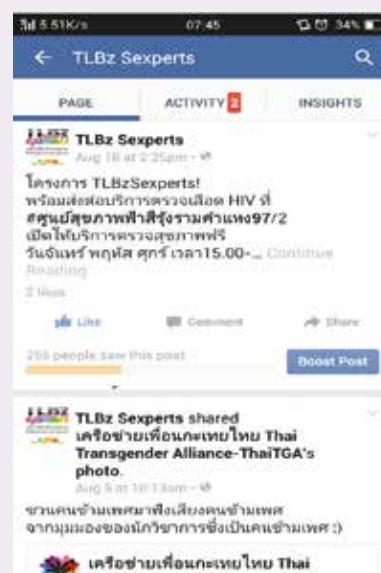 5.51K/s 07:45 34%
TLBz Sexperts
PAGE ACTIVITY 2 INSIGHTS
TLBz Sexperts
Aug 18 at 2:25pm
โครงการ TLBzSexperts!
พร้อมส่งต่อบริการตรวจเลือด HIV ที่
#ศูนย์สุขภาพฟ้าสีรุ้งรามคำแหง97/2
เปิดให้บริการตรวจสุขภาพฟรี
วันจันทร์ พฤหัส ศุกร์ เวลา15.00-... Continue
Reading
2 likes
Like Comment Share
people saw this post
Boost Post
TLBz Sexperts shared
เครือข่ายเพื่อนกะเทยไทย Thai
Transgender Alliance-ThaiTGA's
photo.
Aug 5 at 10:13am
ชวนคนข้ามเพศมาฟังเสียงคนข้ามเพศ
จากมุมมองของนักวิชาการซึ่งเป็นคนข้ามเพศ :)
เครือข่ายเพื่อนกะเทยไทย Thai